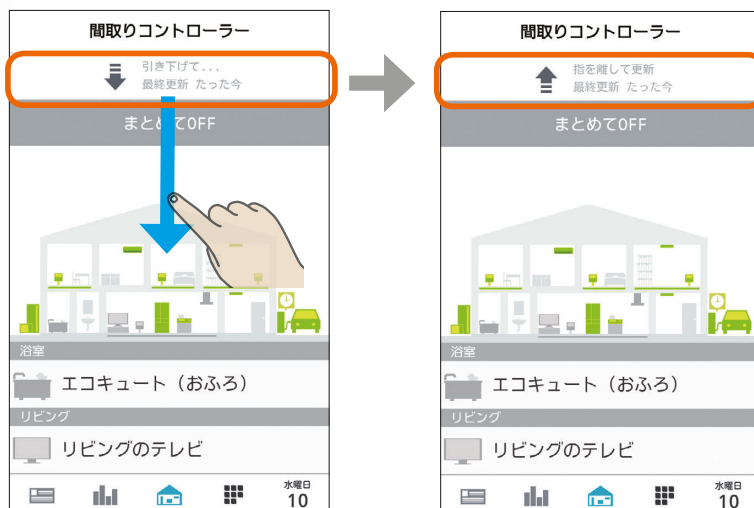 間取りコントローラー
引き下げて...
最終更新 たった今
まとめてOFF
浴室
エコキュート（おふろ）
リビング
リビングのテレビ
水曜日
10
間取りコントローラー
指を離して更新
最終更新 たった今
まとめてOFF
浴室
エコキュート（おふろ）
リビング
リビングのテレビ
水曜日
10